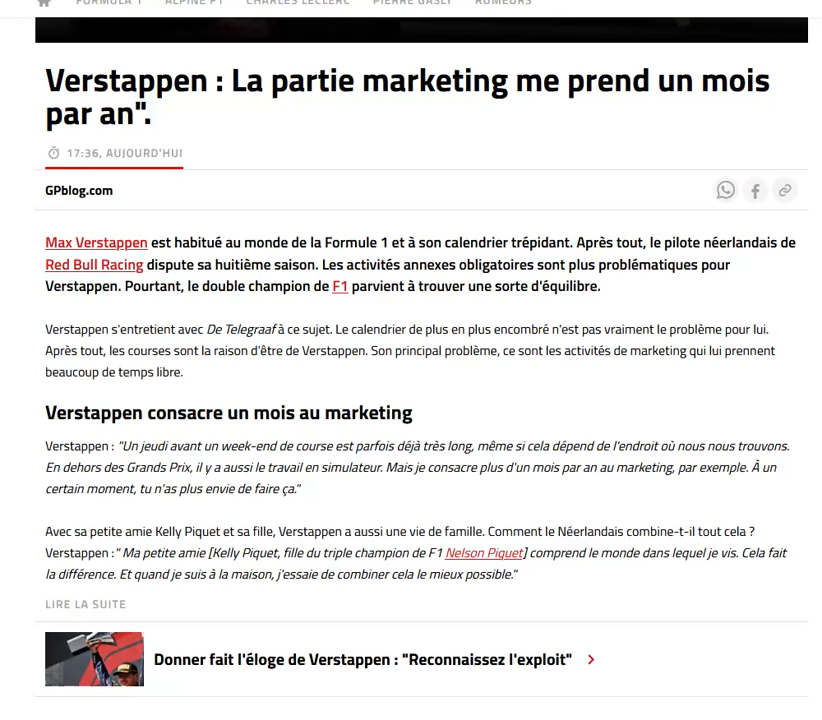 FORMULA 1 ALPINE F1 CHARLES LECLERC PIERRE GASLY RUMEURS
Verstappen : La partie marketing me prend un mois
par an".
17:36, AUJOURD'HUI
GPblog.com
Max Verstappen est habitué au monde de la Formule 1 et à son calendrier trépidant. Après tout, le pilote néerlandais de
Red Bull Racing dispute sa huitième saison. Les activités annexes obligatoires sont plus problématiques pour
Verstappen. Pourtant, le double champion de F1 parvient à trouver une sorte d'équilibre.
Verstappen s'entretient avec De Telegraaf à ce sujet. Le calendrier de plus en plus encombré n'est pas vraiment le problème pour lui.
Après tout, les courses sont la raison d'être de Verstappen. Son principal problème, ce sont les activités de marketing qui lui prennent
beaucoup de temps libre.
Verstappen consacre un mois au marketing
Verstappen : "Un jeudi avant un week-end de course est parfois déjà très long, même si cela dépend de l'endroit où nous nous trouvons.
En dehors des Grands Prix, il y a aussi le travail en simulateur. Mais je consacre plus d'un mois par an au marketing, par exemple. À un
certain moment, tu n'as plus envie de faire ça."
Avec sa petite amie Kelly Piquet et sa fille, Verstappen a aussi une vie de famille. Comment le Néerlandais combine-t-il tout cela ?
Verstappen :" Ma petite amie [Kelly Piquet, fille du triple champion de F1 Nelson Piquet] comprend le monde dans lequel je vis. Cela fait
la différence. Et quand je suis à la maison, j'essaie de combiner cela le mieux possible."
LIRE LA SUITE
Donner fait l'éloge de Verstappen : "Reconnaissez l'exploit"